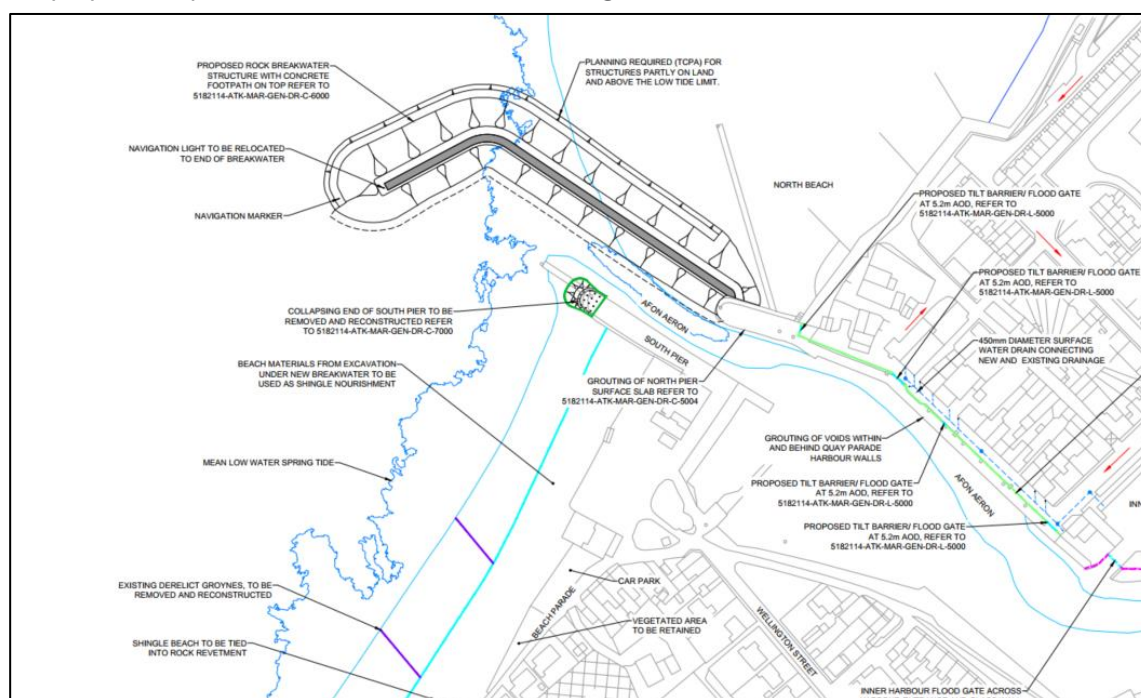 PROPOSED ROCK BREAKWATER
STRUCTURE WITH CONCRETE
FOOTPATH ON TOP REFER TO
5182114-ATK-MAR-GEN-DR-C-6000
PLANNING REQUIRED (TCPA) FOR
STRUCTURES PARTLY ON LAND
AND ABOVE THE LOW TIDE LIMIT.
NAVIGATION LIGHT TO BE RELOCATED
TO END OF BREAKWATER
NORTH BEACH
PROPOSED TILT BARRIER/ FLOOD GATE
AT 5.2m AOD, REFER TO
5182114-ATK-MAR-GEN-DR-L-5000
NAVIGATION MARKER
PROPOSED TILT BARRIER/ FLOOD GATE
AT 5.2m AOD, REFER TO
5182114-ATK-MAR-GEN-DR-L-5000
COLLAPSING END OF SOUTH PIER TO BE
REMOVED AND RECONSTRUCTED REFER
TO 5182114-ATK-MAR-GEN-DR-C-7000
AFON AERON
SOUTH PIER
450mm DIAMETER SURFACE
WATER DRAIN CONNECTING
NEW AND EXISTING DRAINAGE
BEACH MATERIALS FROM EXCAVATION
UNDER NEW BREAKWATER TO BE
USED AS SHINGLE NOURISHMENT
GROUTING OF NORTH PIER
SURFACE SLAB REFER TO
5182114-ATK-MAR-GEN-DR-C-5004
GROUTING OF VOIDS WITHIN
AND BEHIND QUAY PARADE
HARBOUR WALLS
MEAN LOW WATER SPRING TIDE
AFON AERON
PROPOSED TILT BARRIER/ FLOOD GATE
AT 5.2m AOD, REFER TO
5182114-ATK-MAR-GEN-DR-L-5000
PROPOSED TILT BARRIER/ FLOOD GATE
AT 5.2m AOD, REFER TO
5182114-ATK-MAR-GEN-DR-L-5000
EXISTING DERELICT GROYNES, TO BE
REMOVED AND RECONSTRUCTED
CAR PARK
BEACH PARADE
VEGETATED AREA
TO BE RETAINED
WELLINGTON STREET
SHINGLE BEACH TO BE TIED
INTO ROCK REVETMENT
INNER HARBOUR FLOOD GATE ACROSS